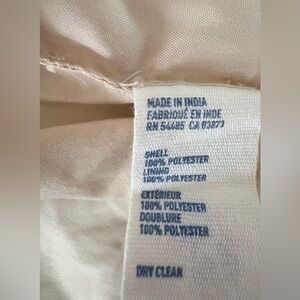 MADE IN INDIA
FABRIQUÉ EN INDE
RN 54485 CA 03873
SHELL
100% POLYESTER
LINING
100% POLYESTER
EXTÉRIEUR
100% POLYESTER
DOUBLURE
100% POLYESTER
DRY CLEAN